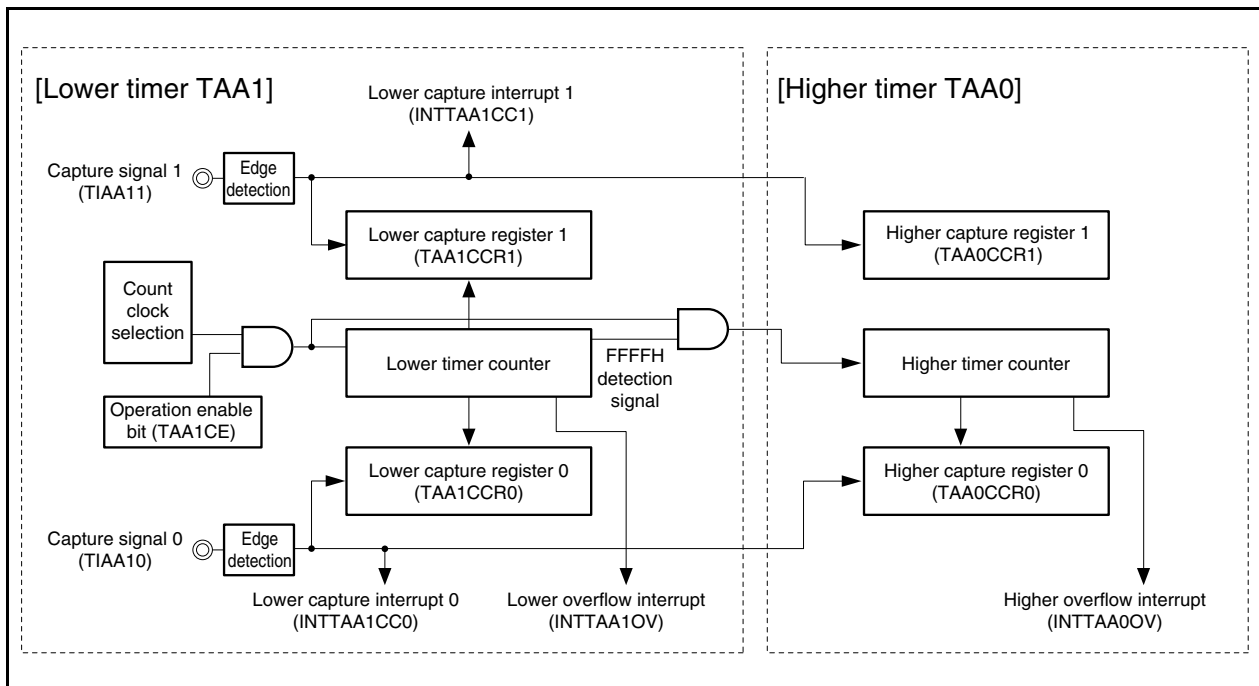 [Lower timer TAA1]
Lower capture interrupt 1
(INTTAA1CC1)
Capture signal 1
(TIAA11)
Edge
detection
Lower capture register 1
(TAA1CCR1)
Count
clock
selection
Lower timer counter
FFFFH
detection
signal
Operation enable
bit (TAA1CE)
Lower capture register 0
(TAA1CCR0)
Capture signal 0
(TIAA10)
Edge
detection
Lower capture interrupt 0
(INTTAA1CC0)
Lower overflow interrupt
(INTTAA1OV)
[Higher timer TAA0]
Higher capture register 1
(TAA0CCR1)
Higher timer counter
Higher capture register 0
(TAA0CCR0)
Higher overflow interrupt
(INTTAA0OV)